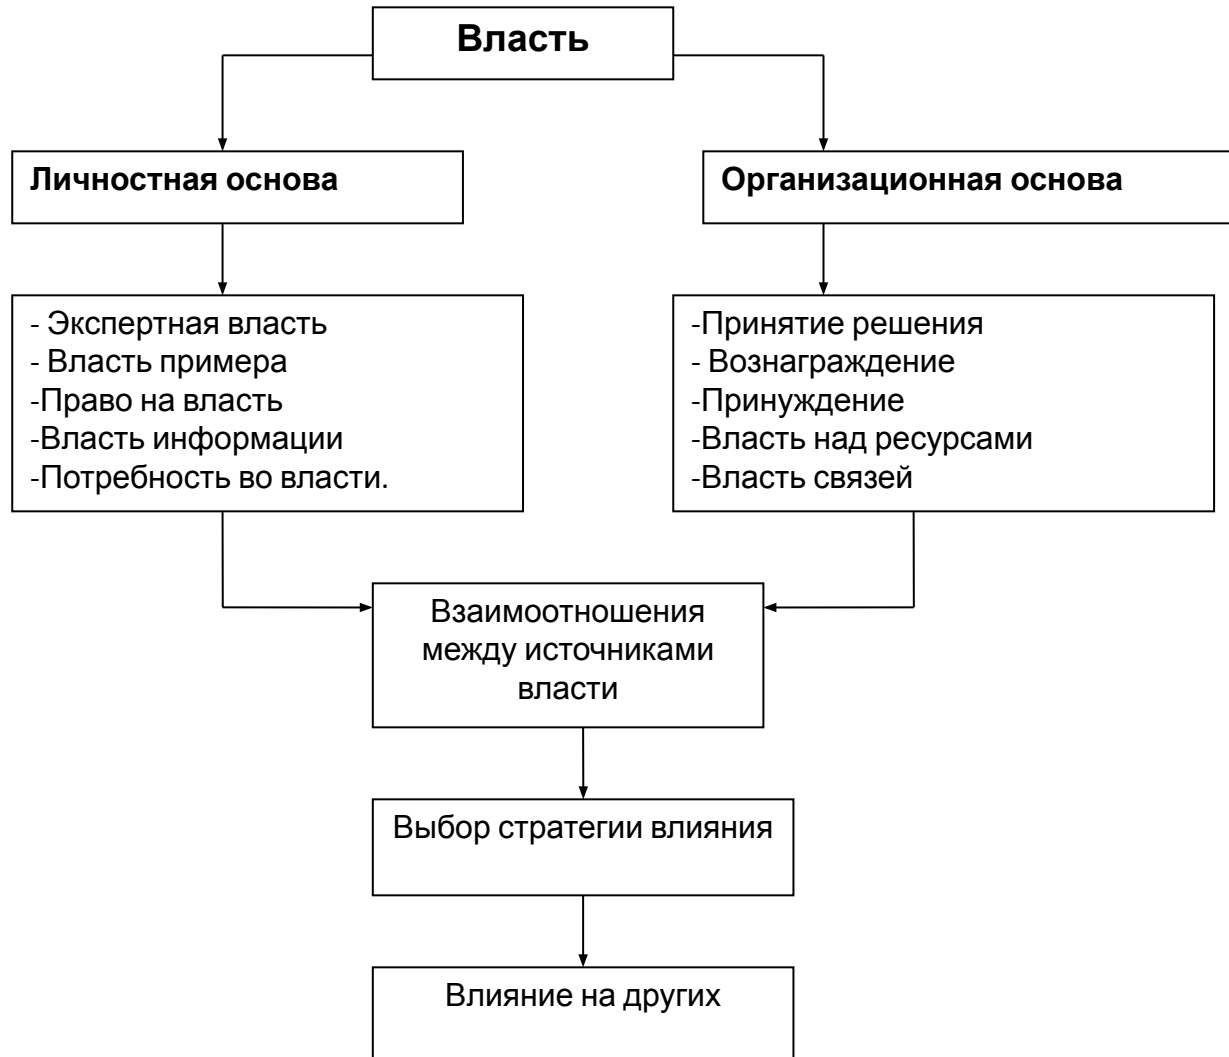 Власть
Личностная основа
Организационная основа
- Экспертная власть
- Власть примера
-Право на власть
-Власть информации
-Потребность во власти.
-Принятие решения
- Вознаграждение
-Принуждение
-Власть над ресурсами
-Власть связей
Взаимоотношения
между источниками
власти
Выбор стратегии влияния
Влияние на других